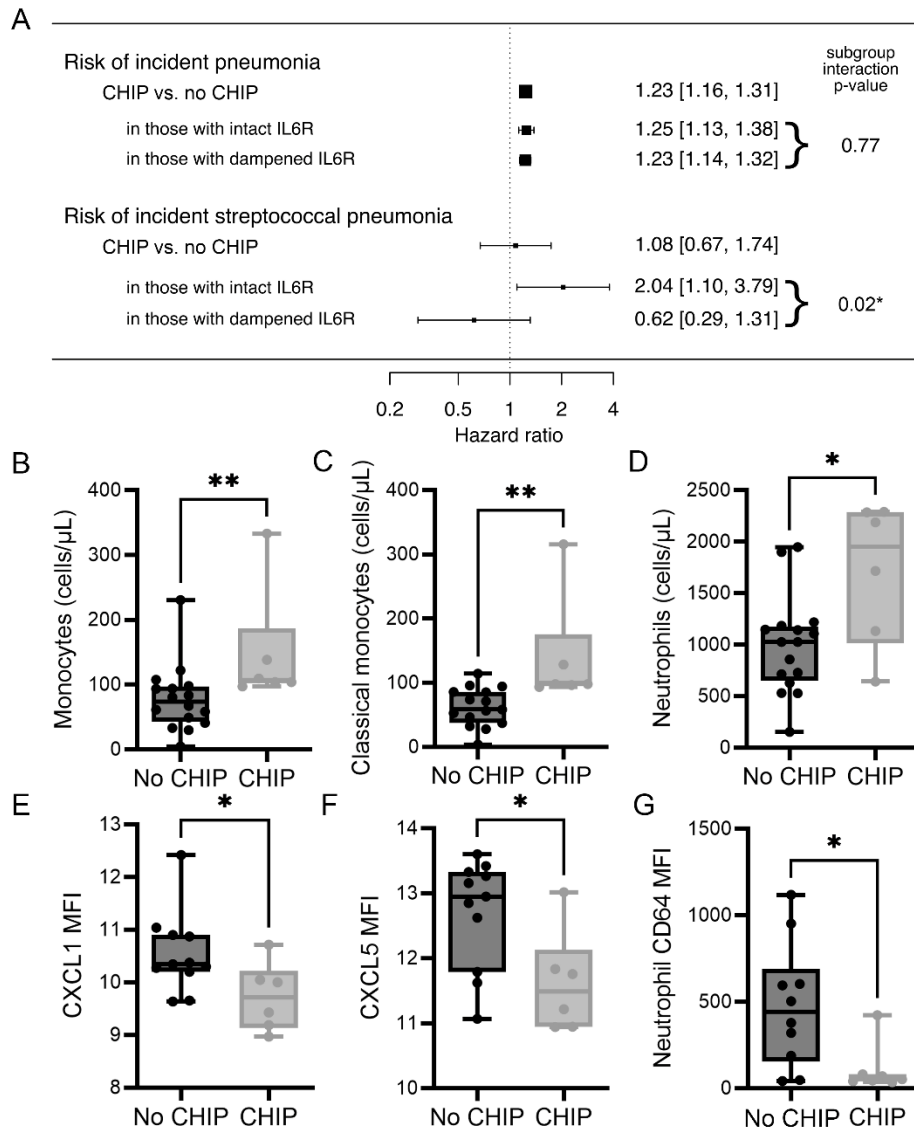 A
subgroup
interaction
p-value
Risk of incident pneumonia
CHIP vs. no CHIP 1.23 [1.16, 1.31]
in those with intact IL6R 1.25 [1.13, 1.38]
in those with dampened IL6R 1.23 [1.14, 1.32]
} 0.77
Risk of incident streptococcal pneumonia
CHIP vs. no CHIP 1.08 [0.67, 1.74]
in those with intact IL6R 2.04 [1.10, 3.79]
in those with dampened IL6R 0.62 [0.29, 1.31]
} 0.02*
0.2 0.5 1 2 4
Hazard ratio
B
Monocytes (cells/µL)
400
300
200
100
0
**
No CHIP CHIP
C
Classical monocytes (cells/µL)
400
300
200
100
0
**
No CHIP CHIP
D
Neutrophils (cells/µL)
2500
2000
1500
1000
500
0
*
No CHIP CHIP
E
CXCL1 MFI
13
12
11
10
9
8
*
No CHIP CHIP
F
CXCL5 MFI
14
13
12
11
10
*
No CHIP CHIP
G
Neutrophil CD64 MFI
1500
1000
500
0
*
No CHIP CHIP